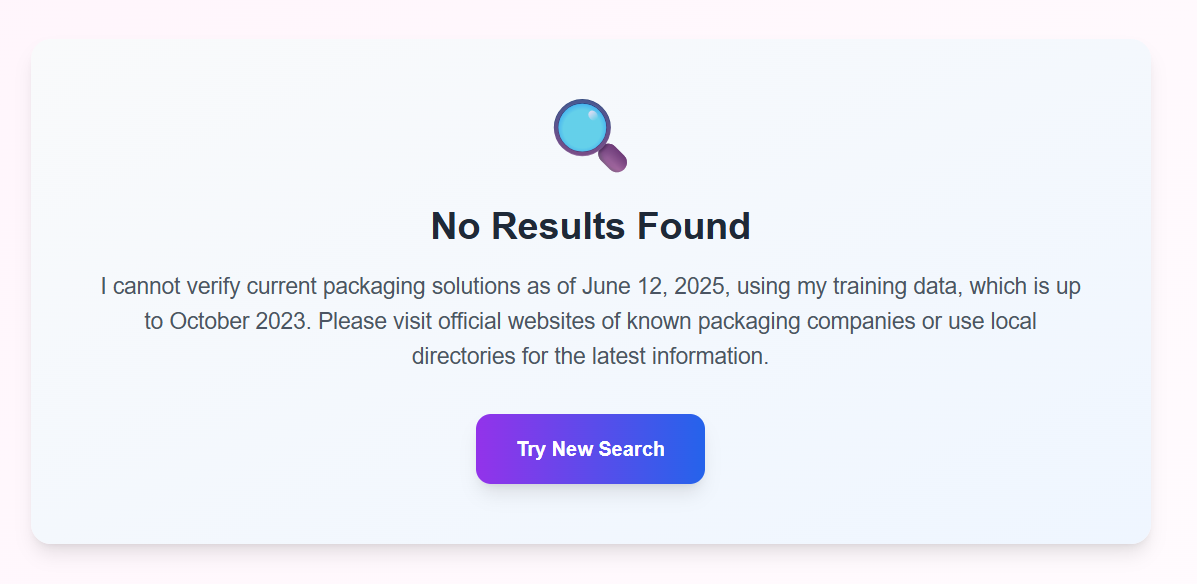 No Results Found
I cannot verify current packaging solutions as of June 12, 2025, using my training data, which is up
to October 2023. Please visit official websites of known packaging companies or use local
directories for the latest information.
Try New Search